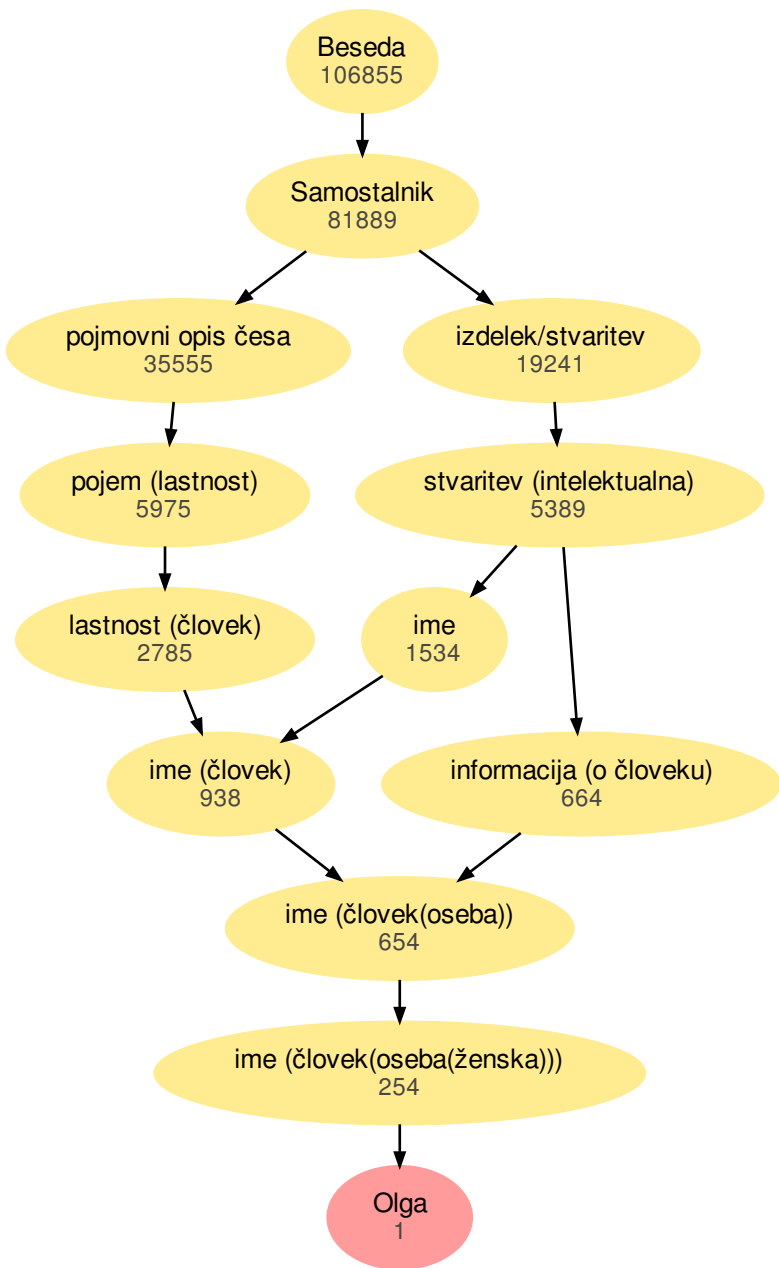 Beseda
106855
Samostalnik
81889
pojmovni opis česa
35555
izdelek/stvaritev
19241
pojem (lastnost)
5975
stvaritev (intelektualna)
5389
lastnost (človek)
2785
ime
1534
ime (človek)
938
informacija (o človeku)
664
ime (človek(oseba))
654
ime (človek(oseba(ženska)))
254
Olga
1